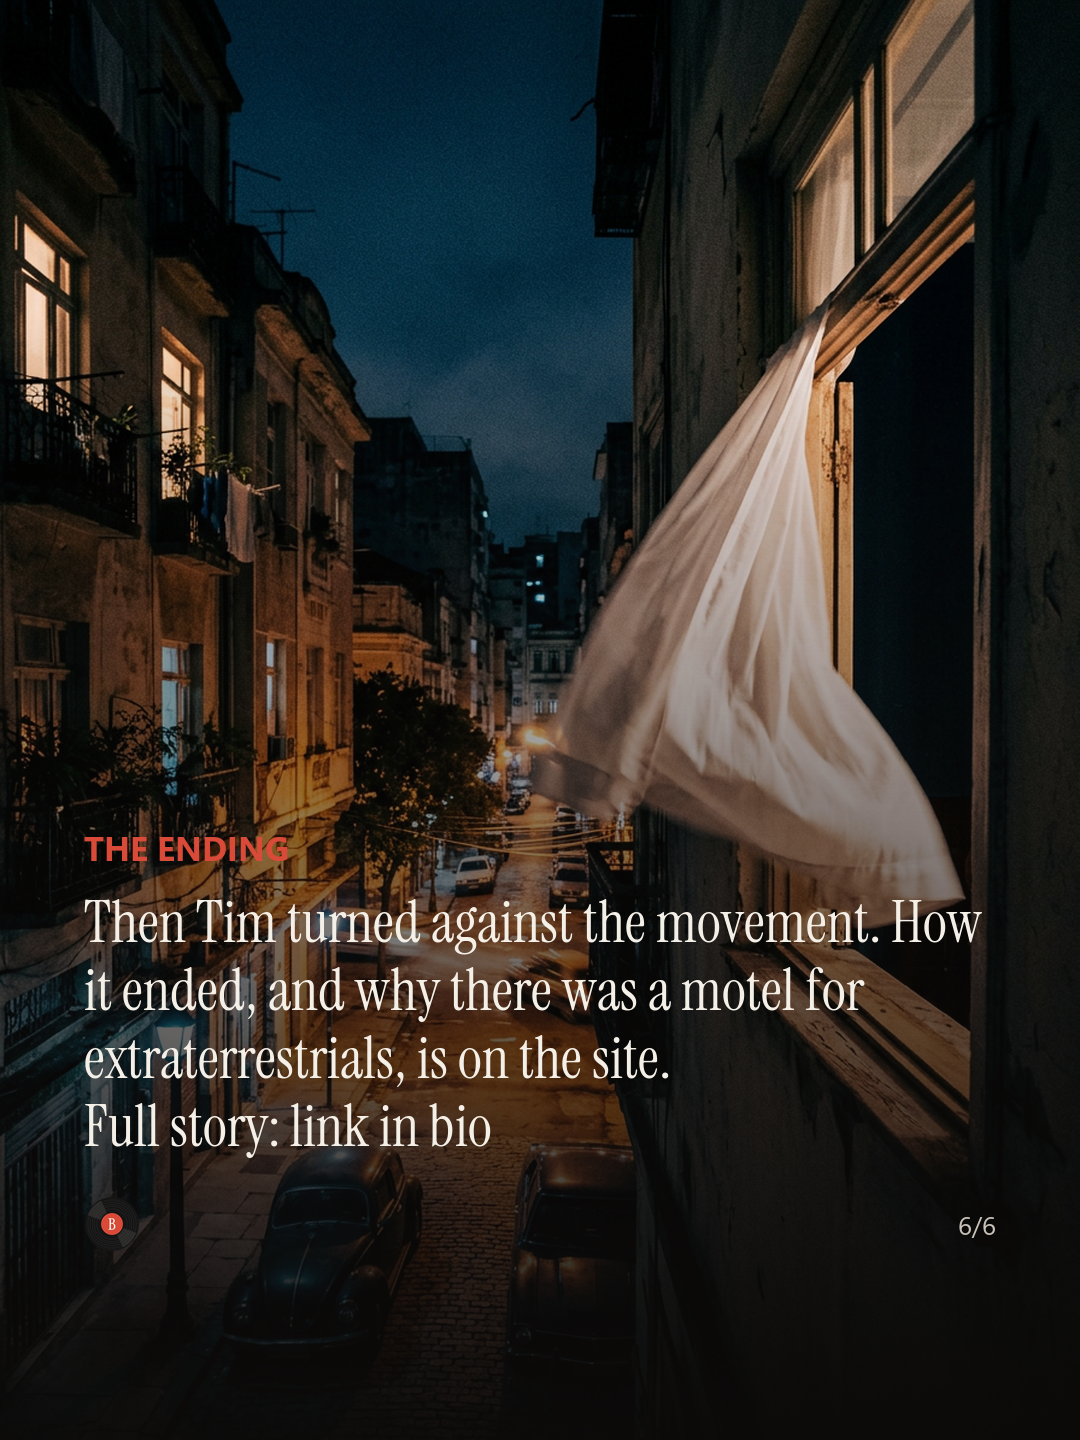 THE ENDING
Then Tim turned against the movement. How
it ended, and why there was a motel for
extraterrestrials, is on the site.
Full story: link in bio
B
6/6